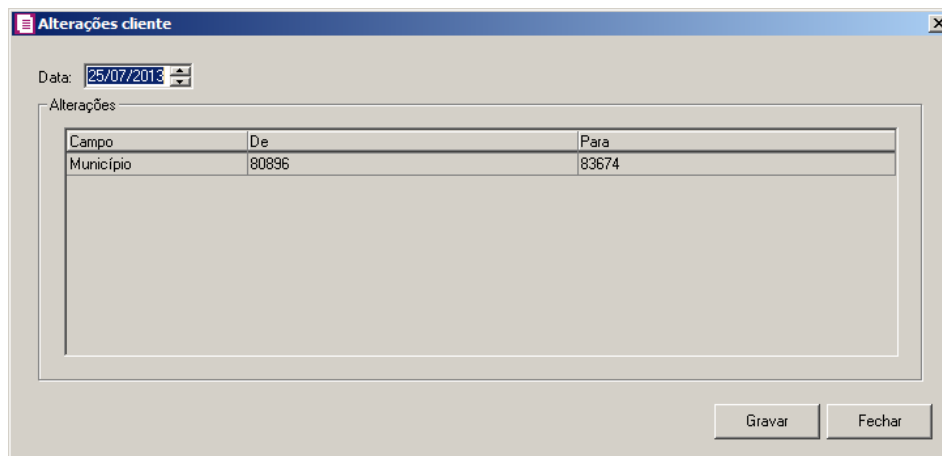 Alterações cliente
Data: 25/07/2013
Alterações
Campo De Para
Município 80896 83674
Gravar Fechar